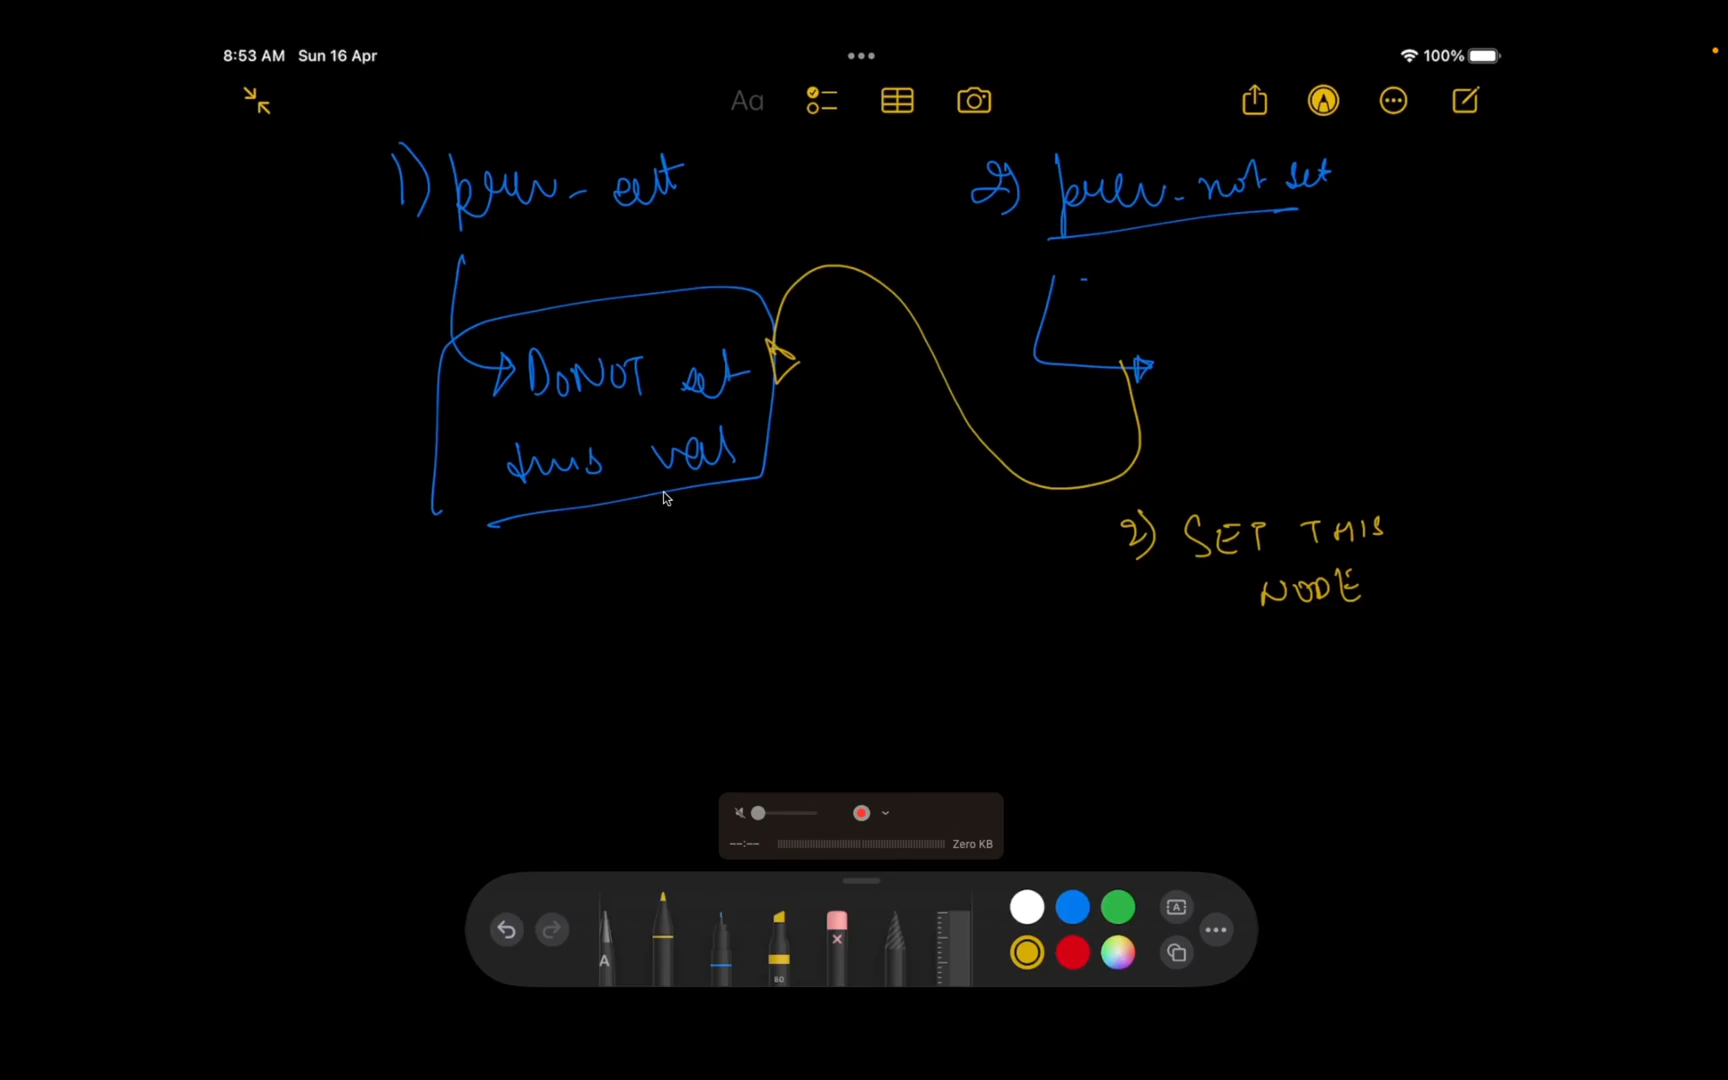 8:53 AM Sun 16 Apr
100%
Aa
1) prev - set
2) prev - not set
DONOT set
this val
2) SET THIS
NODE
--:--
Zero KB
A
80
A